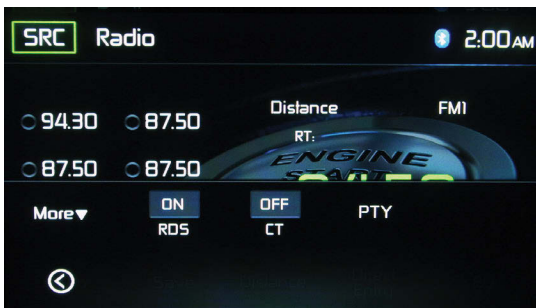 SRC Radio 2:00AM
Distance FM1
94.30 87.50
RT:
ENGINE
87.50 87.50
START
More▼ ON OFF PTY
RDS CT